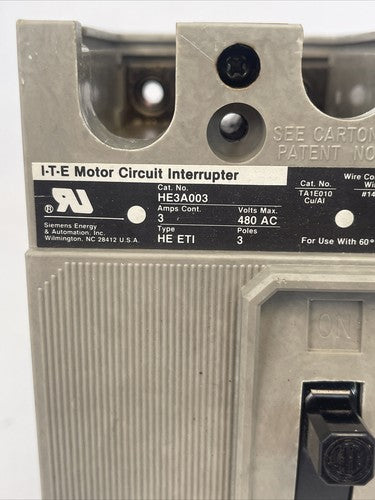 SEE CARTON
PATENT NO
I-T-E Motor Circuit Interrupter
Cat. No.
HE3A003
Amps Cont.
3
Volts Max.
480 AC
Type
HE ETI
Poles
3
Siemens Energy
& Automation, Inc.
Wilmington, NC 28412 U.S.A.
Wire Co
Cat. No.
Wi
TA1E010
#14
Cu/Al
For Use With 60°
ON